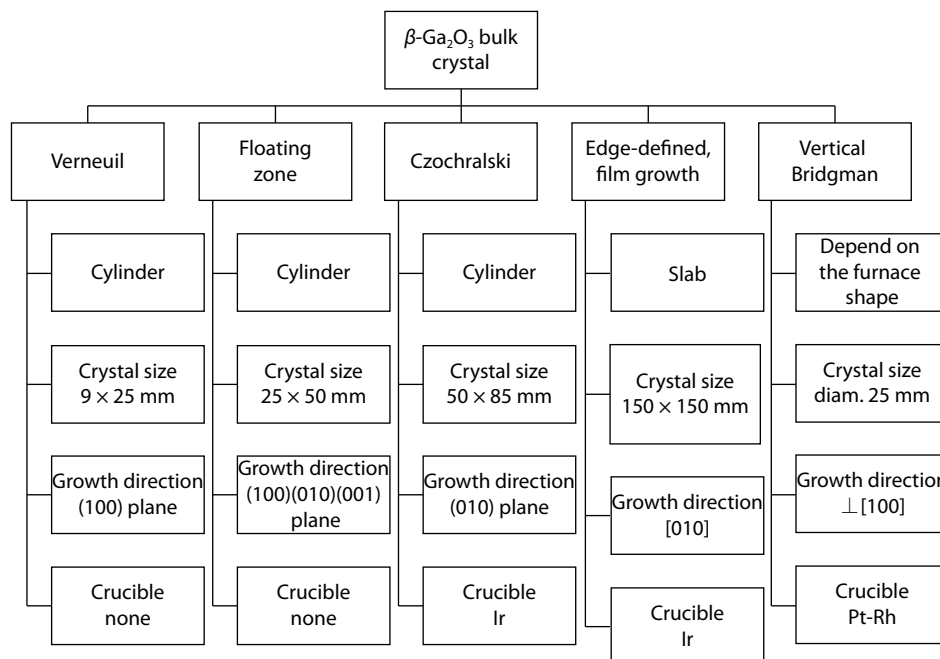 β-Ga₂O₃ bulk
crystal
Verneuil
Floating
zone
Czochralski
Edge-defined,
film growth
Vertical
Bridgman
Cylinder
Cylinder
Cylinder
Slab
Depend on
the furnace
shape
Crystal size
9 × 25 mm
Crystal size
25 × 50 mm
Crystal size
50 × 85 mm
Crystal size
150 × 150 mm
Crystal size
diam. 25 mm
Growth direction
(100) plane
Growth direction
(100)(010)(001)
plane
Growth direction
(010) plane
Growth direction
[010]
Growth direction
⊥[100]
Crucible
none
Crucible
none
Crucible
Ir
Crucible
Ir
Crucible
Pt-Rh